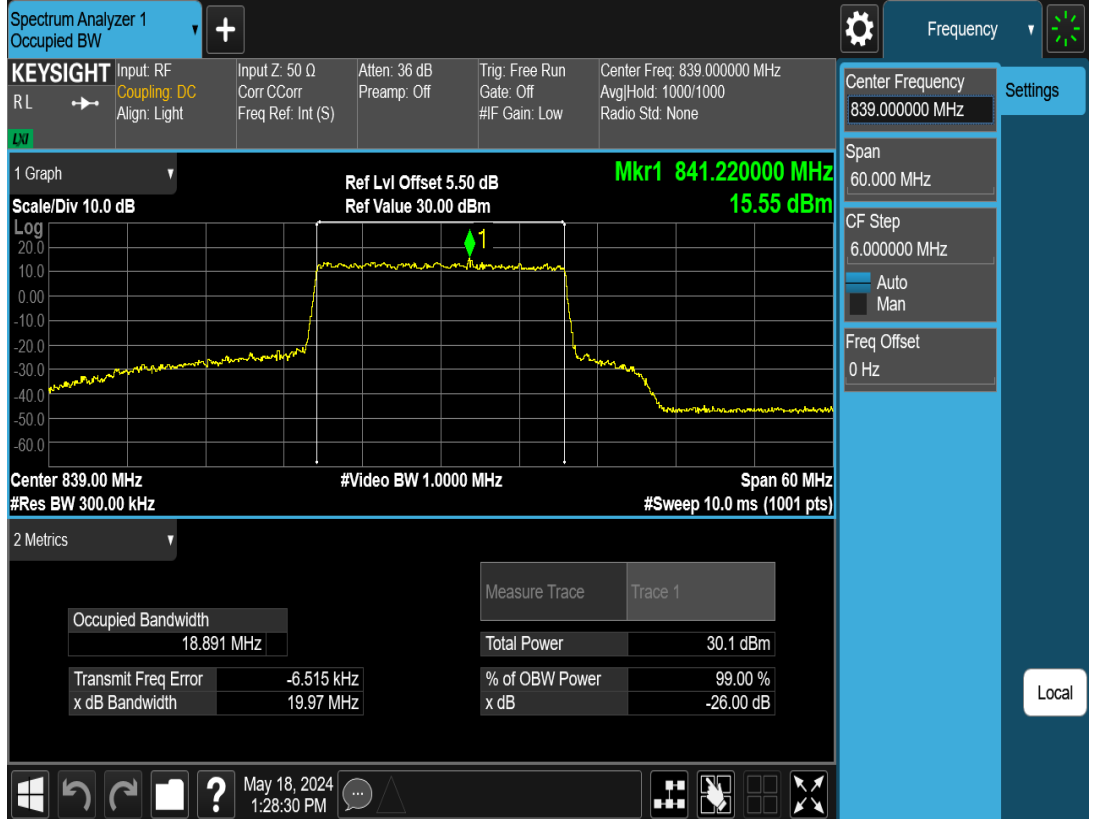 Spectrum Analyzer 1
Occupied BW
+
Frequency
KEYSIGHT
RL
LXI
Input: RF
Coupling: DC
Align: Light
Input Z: 50 Ω
Corr CCorr
Freq Ref: Int (S)
Atten: 36 dB
Preamp: Off
Trig: Free Run
Gate: Off
#IF Gain: Low
Center Freq: 839.000000 MHz
Avg|Hold: 1000/1000
Radio Std: None
Center Frequency
839.000000 MHz
Settings
Span
60.000 MHz
CF Step
6.000000 MHz
Auto
Man
Freq Offset
0 Hz
Local
1 Graph
Scale/Div 10.0 dB
Ref Lvl Offset 5.50 dB
Ref Value 30.00 dBm
Mkr1 841.220000 MHz
15.55 dBm
Log
1
20.0
10.0
0.00
-10.0
-20.0
-30.0
-40.0
-50.0
-60.0
Center 839.00 MHz
#Video BW 1.0000 MHz
Span 60 MHz
#Res BW 300.00 kHz
#Sweep 10.0 ms (1001 pts)
2 Metrics
Measure Trace Trace 1
Occupied Bandwidth
18.891 MHz
Total Power 30.1 dBm
Transmit Freq Error -6.515 kHz
% of OBW Power 99.00 %
x dB Bandwidth 19.97 MHz
x dB -26.00 dB
?
May 18, 2024
1:28:30 PM